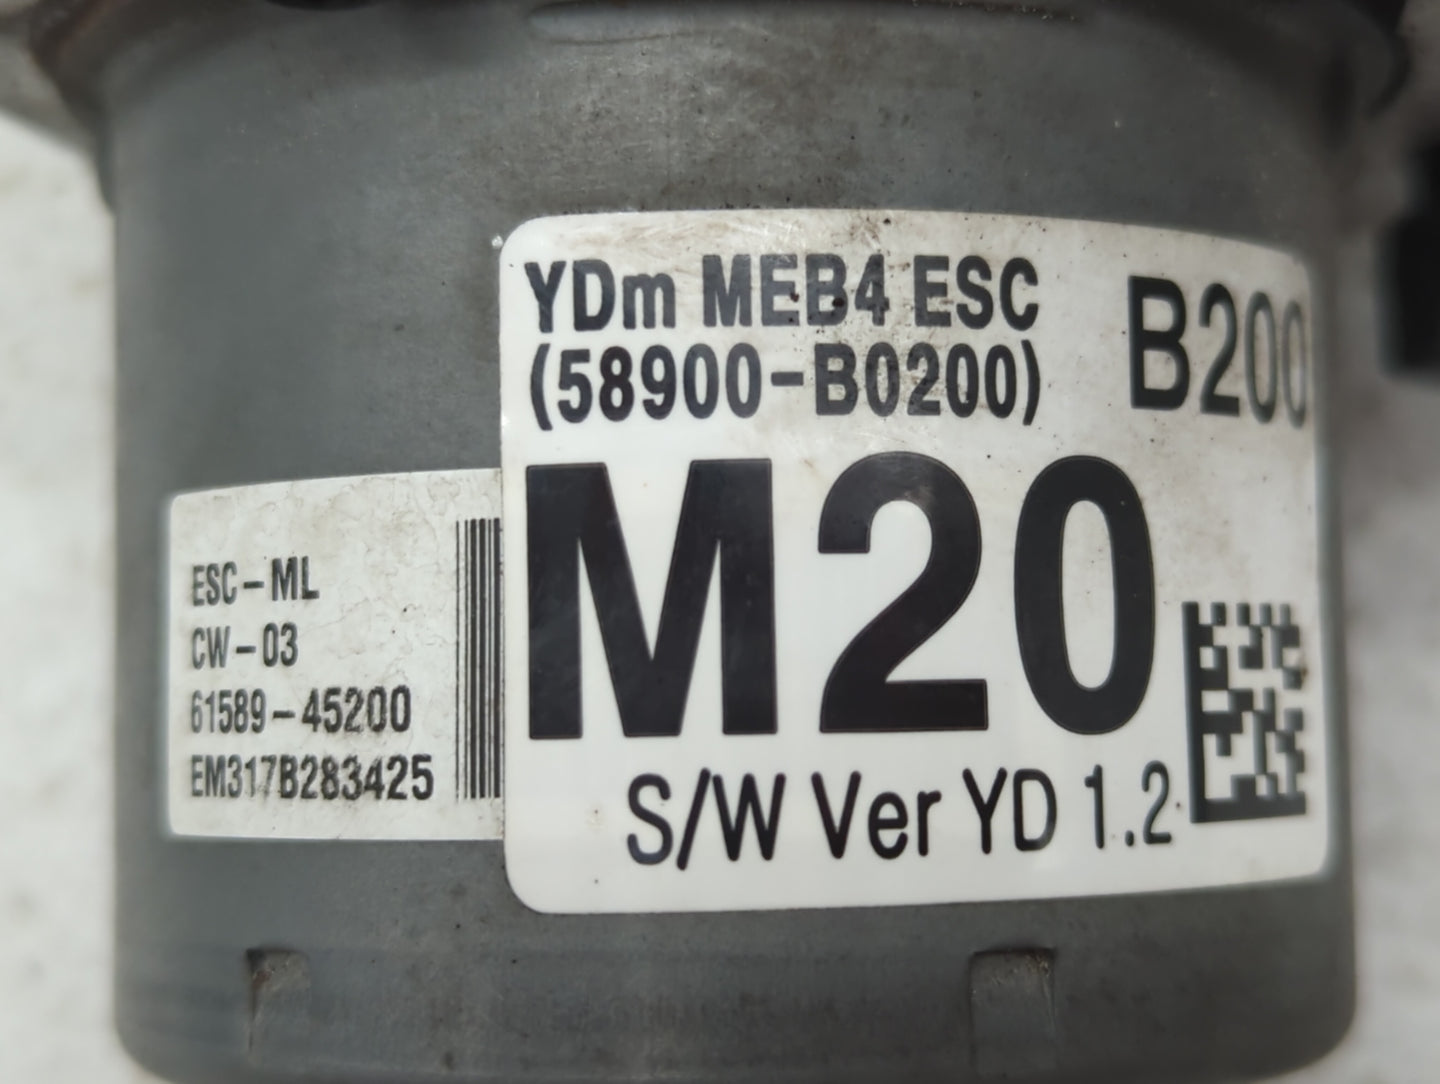 YDm MEB4 ESC
(58900-B0200)
B200
M20
S/W Ver YD 1.2
ESC-ML
CW-03
61589-45200
EM317B283425